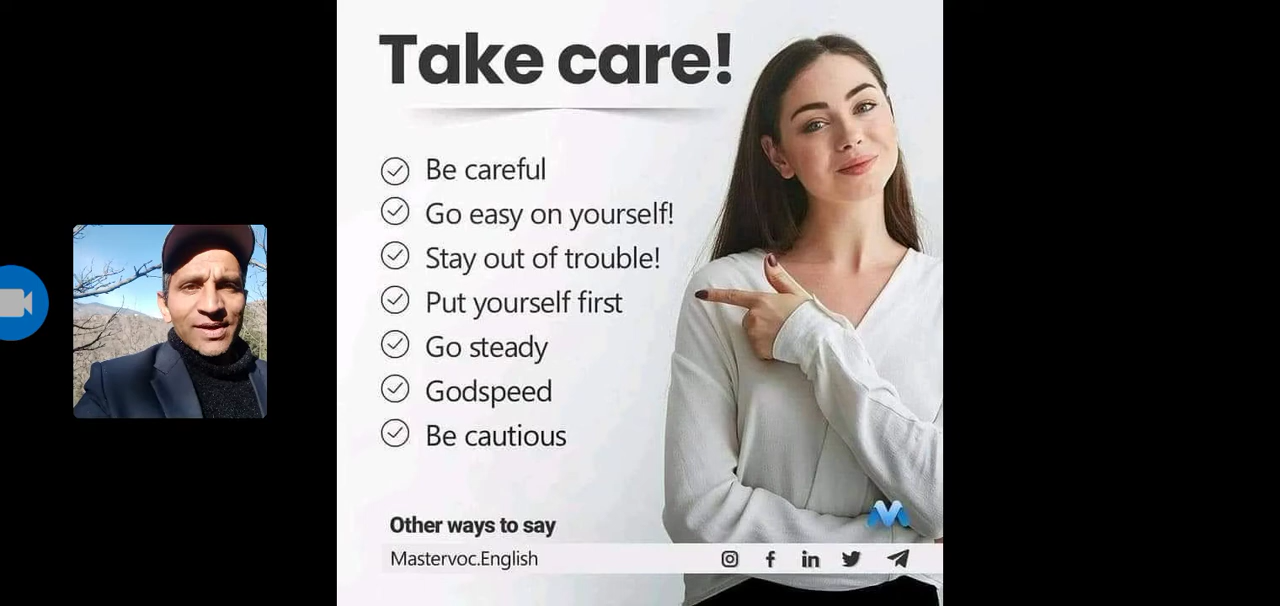 Take care!
Be careful
Go easy on yourself!
Stay out of trouble!
Put yourself first
Go steady
Godspeed
Be cautious
Other ways to say
Mastervoc.English